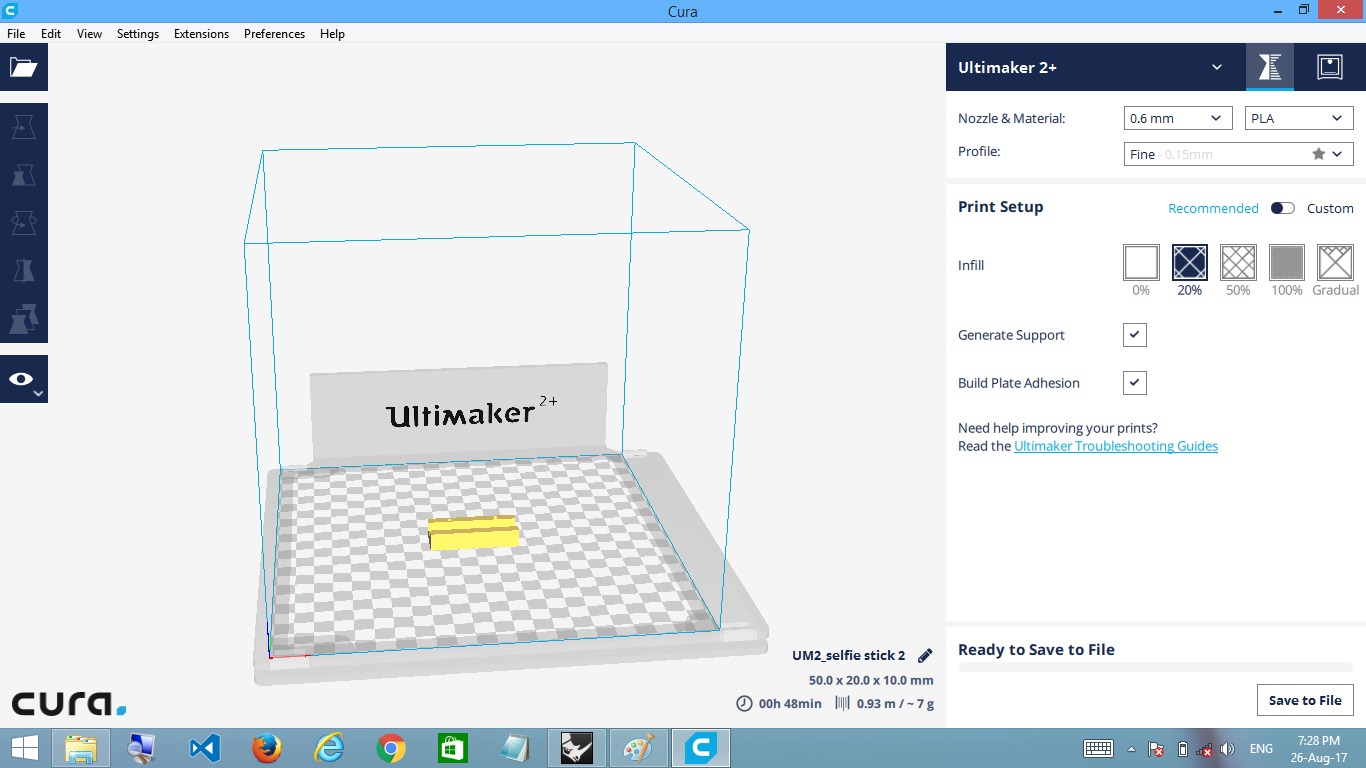 Cura
File Edit View Settings Extensions Preferences Help
Ultimaker 2+
Nozzle & Material: 0.6 mm PLA
Profile: Fine - 0.15mm
Print Setup Recommended Custom
Infill
0% 20% 50% 100% Gradual
Generate Support
Build Plate Adhesion
Need help improving your prints?
Read the Ultimaker Troubleshooting Guides
Ultimaker 2+
UM2_selfie stick 2
50.0 x 20.0 x 10.0 mm
00h 48min 0.93 m / ~ 7 g
Ready to Save to File
Save to File
cura.
ENG
7:28 PM
26-Aug-17